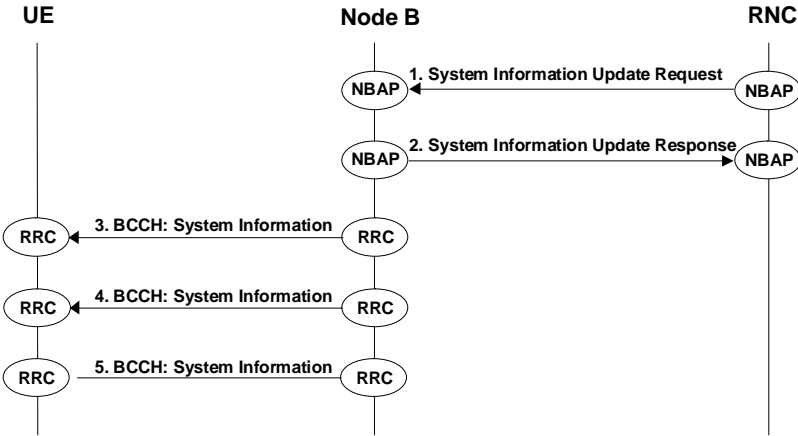 UE
Node B
RNC
NBAP
1. System Information Update Request
NBAP
NBAP
2. System Information Update Response
NBAP
RRC
3. BCCH: System Information
RRC
RRC
4. BCCH: System Information
RRC
RRC
5. BCCH: System Information
RRC